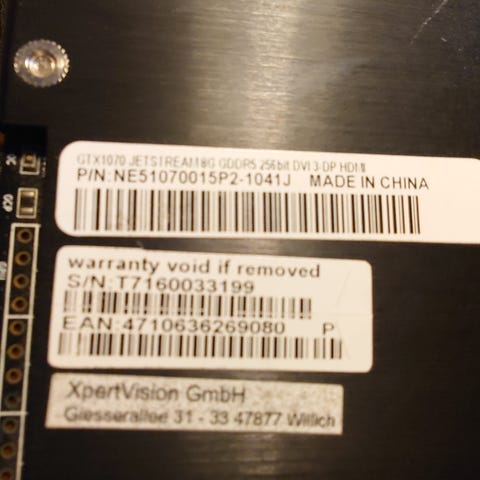 GTX1070 JETSTREAM 8G GDDR5 256bit DVI 3-DP HDMI
P/N:NE51070015P2-1041J MADE IN CHINA
warranty void if removed
S/N:T7160033199
EAN:4710636269080 P
XpertVision GmbH
Giesserallee 31 - 33 47877 Willich